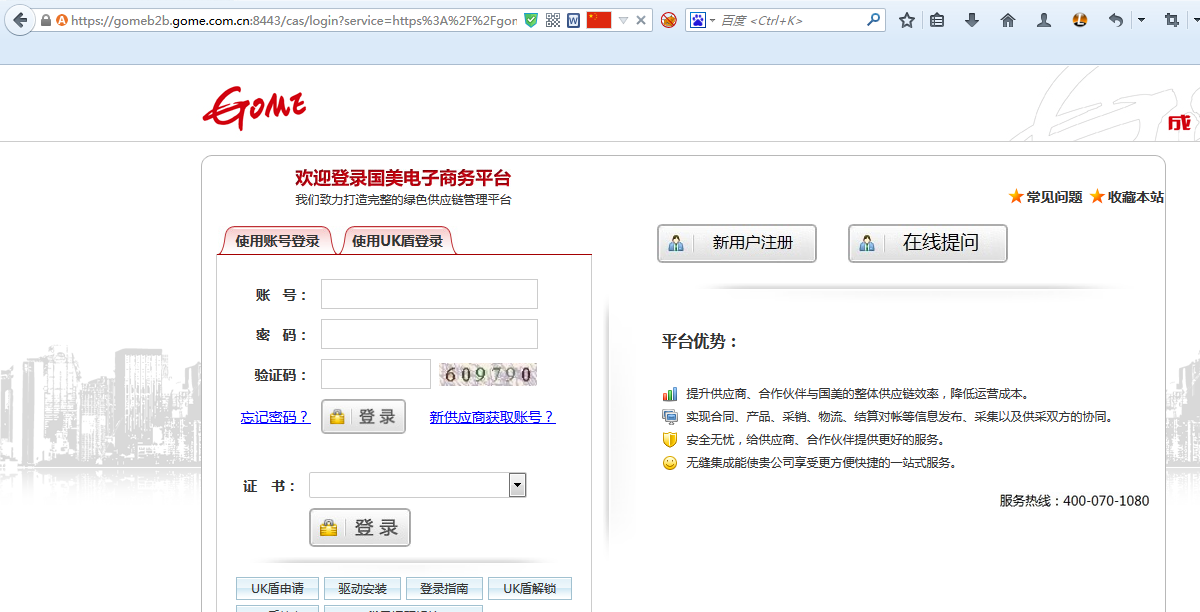 https://gomeb2b.gome.com.cn:8443/cas/login?service=https%3A%2F%2Fgon
百度 <Ctrl+K>
GOME
成
欢迎登录国美电子商务平台
我们致力打造完整的绿色供应链管理平台
常见问题 收藏本站
使用账号登录 使用UK盾登录
新用户注册 在线提问
账 号：
密 码：
验证码： 609790
忘记密码？ 登 录 新供应商获取账号？
证 书：
登 录
UK盾申请 驱动安装 登录指南 UK盾解锁
平台优势：
提升供应商、合作伙伴与国美的整体供应链效率，降低运营成本。
实现合同、产品、采销、物流、结算对帐等信息发布、采集以及供采双方的协同。
安全无忧，给供应商、合作伙伴提供更好的服务。
无缝集成能使贵公司享受更方便快捷的一站式服务。
服务热线：400-070-1080